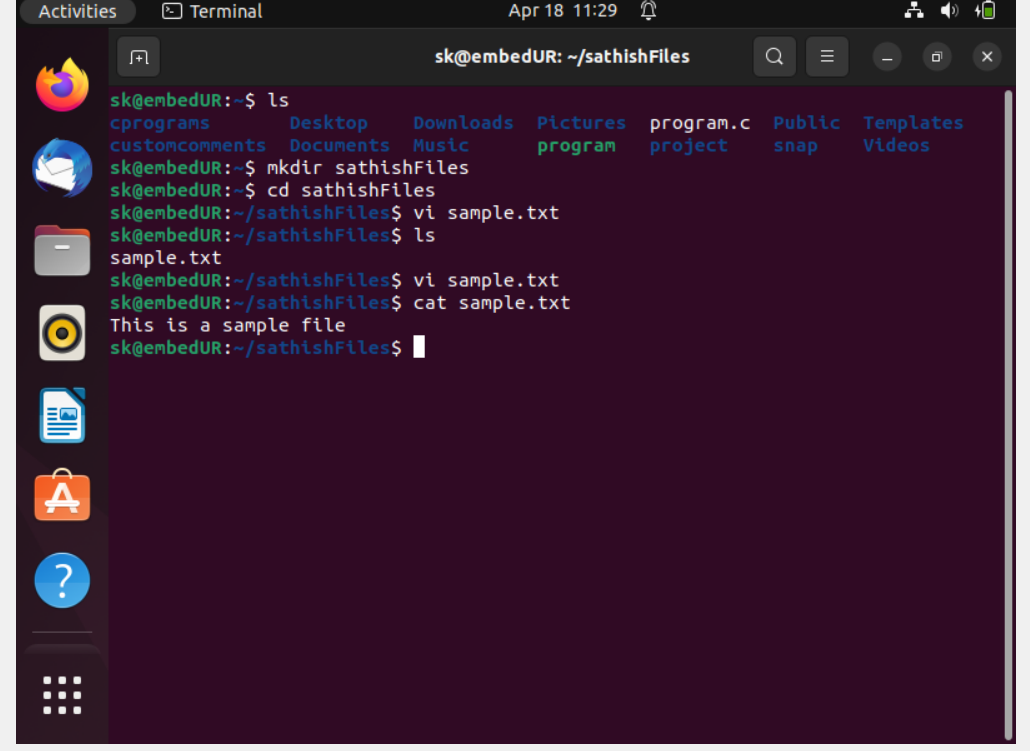 Activities Terminal Apr 18 11:29
sk@embedUR: ~/sathishFiles
sk@embedUR:~$ ls
cprograms Desktop Downloads Pictures program.c Public Templates
customcomments Documents Music program project snap Videos
sk@embedUR:~$ mkdir sathishFiles
sk@embedUR:~$ cd sathishFiles
sk@embedUR:~/sathishFiles$ vi sample.txt
sk@embedUR:~/sathishFiles$ ls
sample.txt
sk@embedUR:~/sathishFiles$ vi sample.txt
sk@embedUR:~/sathishFiles$ cat sample.txt
This is a sample file
sk@embedUR:~/sathishFiles$